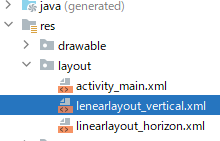 java (generated)
res
drawable
layout
activity_main.xml
lenearlayout_vertical.xml
linearlayout_horizon.xml